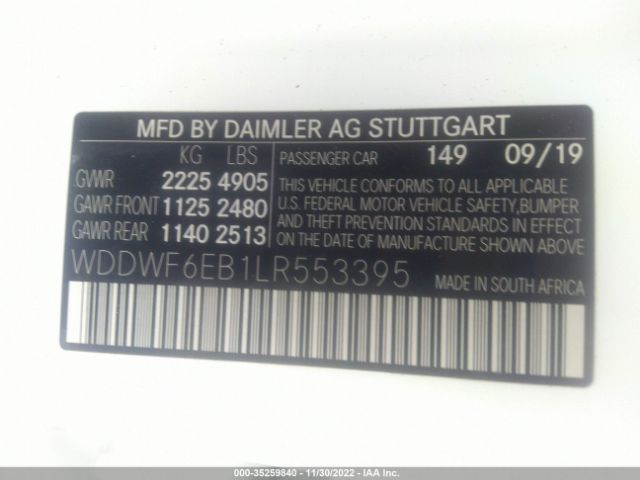 MFD BY DAIMLER AG STUTTGART
KG LBS
GVWR 2225 4905
GAWR FRONT 1125 2480
GAWR REAR 1140 2513
PASSENGER CAR 149 09/19
THIS VEHICLE CONFORMS TO ALL APPLICABLE
U.S. FEDERAL MOTOR VEHICLE SAFETY,BUMPER
AND THEFT PREVENTION STANDARDS IN EFFECT
ON THE DATE OF MANUFACTURE SHOWN ABOVE
WDDWF6EB1LR553395
MADE IN SOUTH AFRICA
000-35259840 - 11/30/2022 - IAA Inc.